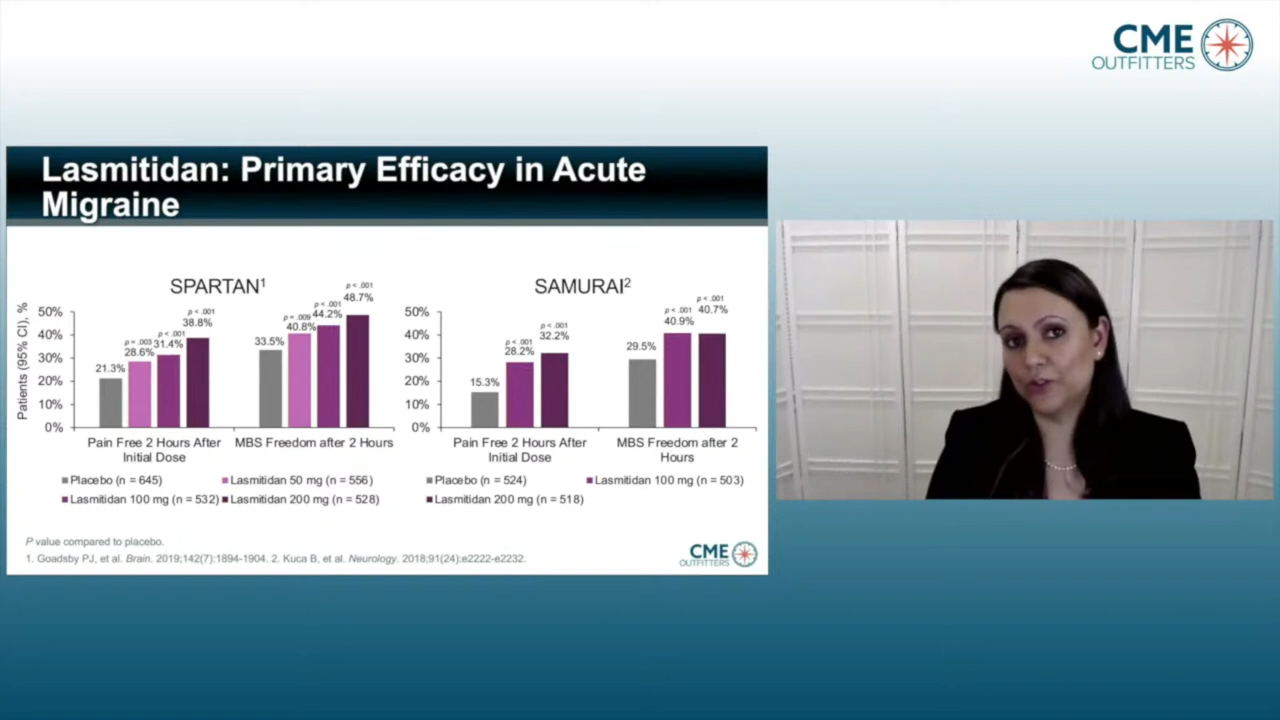 CME
OUTFITTERS
Lasmitidan: Primary Efficacy in Acute
Migraine
SPARTAN1
Patients (95% CI), %
50%
40%
30%
20%
10%
0%
21.3%
p = .003
28.6%
p < .001
31.4%
p < .001
38.8%
33.5%
p = .009
40.8%
p < .001
44.2%
p < .001
48.7%
Pain Free 2 Hours After
Initial Dose
MBS Freedom after 2 Hours
Placebo (n = 645)
Lasmitidan 50 mg (n = 556)
Lasmitidan 100 mg (n = 532)
Lasmitidan 200 mg (n = 528)
SAMURAI2
50%
40%
30%
20%
10%
0%
15.3%
p < .001
28.2%
p < .001
32.2%
29.5%
p < .001
40.9%
p < .001
40.7%
Pain Free 2 Hours After
Initial Dose
MBS Freedom after 2
Hours
Placebo (n = 524)
Lasmitidan 100 mg (n = 503)
Lasmitidan 200 mg (n = 518)
P value compared to placebo.
1. Goadsby PJ, et al. Brain. 2019;142(7):1894-1904. 2. Kuca B, et al. Neurology. 2018;91(24):e2222-e2232.
CME
OUTFITTERS